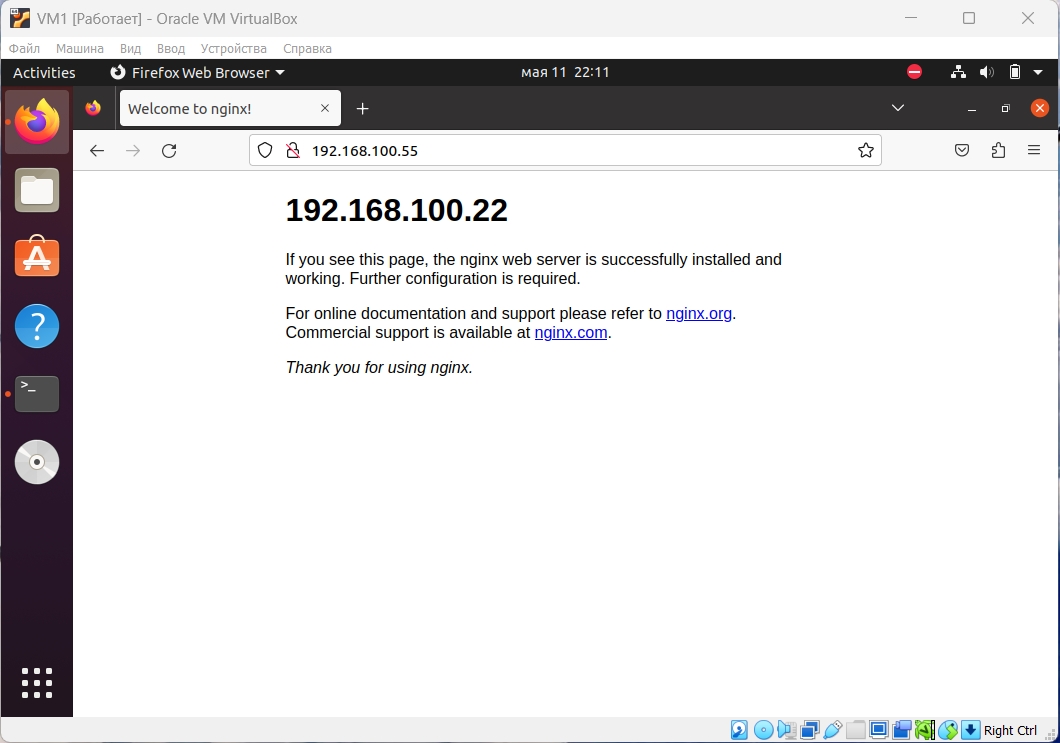 VM1 [Работает] - Oracle VM VirtualBox
Файл Машина Вид Ввод Устройства Справка
Activities Firefox Web Browser мая 11 22:11
Welcome to nginx!
192.168.100.55
192.168.100.22
If you see this page, the nginx web server is successfully installed and
working. Further configuration is required.
For online documentation and support please refer to nginx.org.
Commercial support is available at nginx.com.
Thank you for using nginx.
Right Ctrl